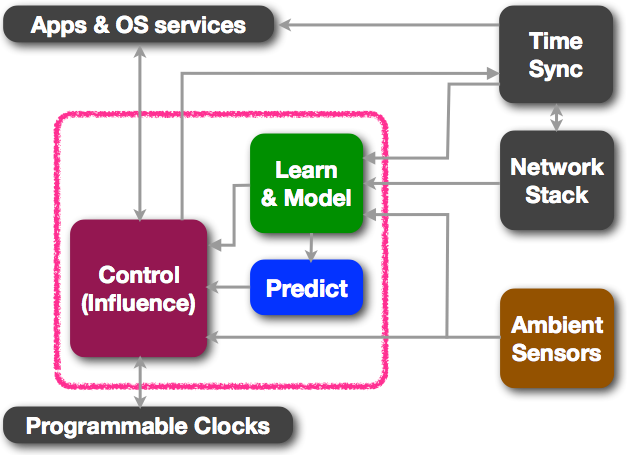 Apps & OS services
Time
Sync
Learn
& Model
Network
Stack
Control
(Influence)
Predict
Ambient
Sensors
Programmable Clocks